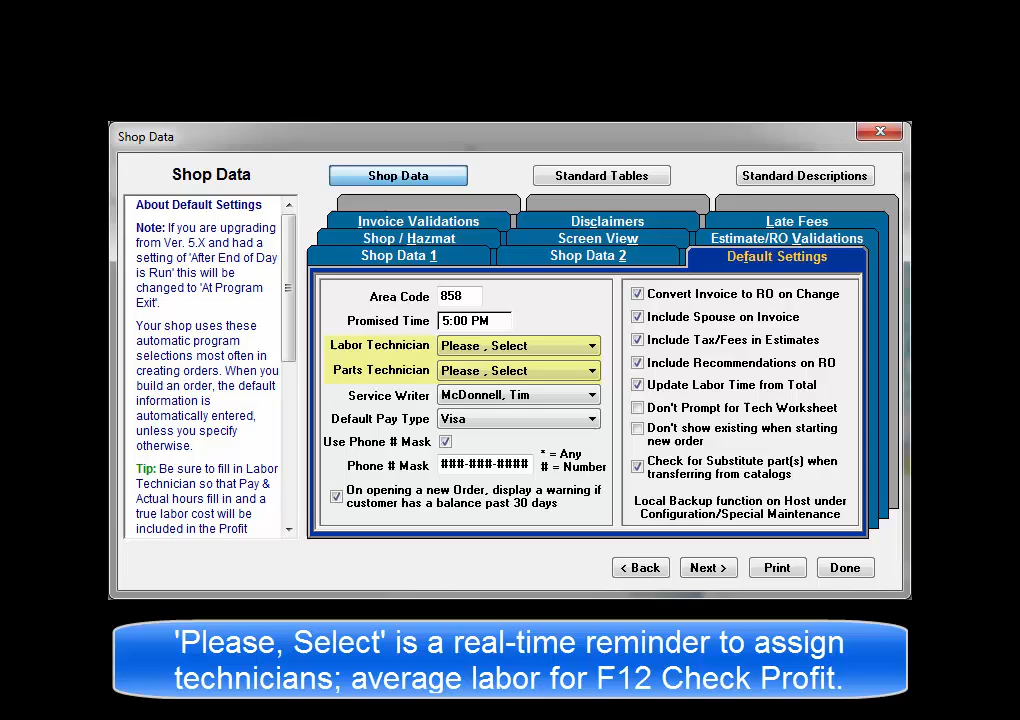 Shop Data
Shop Data
Shop Data
Standard Tables
Standard Descriptions
About Default Settings
Note: If you are upgrading
from Ver. 5.X and had a
setting of 'After End of Day
is Run' this will be
changed to 'At Program
Exit'.
Your shop uses these
automatic program
selections most often in
creating orders. When you
build an order, the default
information is
automatically entered,
unless you specify
otherwise.
Tip: Be sure to fill in Labor
Technician so that Pay &
Actual hours fill in and a
true labor cost will be
included in the Profit
Invoice Validations
Disclaimers
Late Fees
Shop / Hazmat
Screen View
Estimate/RO Validations
Shop Data 1
Shop Data 2
Default Settings
Area Code 858
Promised Time 5:00 PM
Labor Technician Please , Select
Parts Technician Please , Select
Service Writer McDonnell, Tim
Default Pay Type Visa
Use Phone # Mask
Phone # Mask ###-###-####
* = Any
# = Number
On opening a new Order, display a warning if
customer has a balance past 30 days
Convert Invoice to RO on Change
Include Spouse on Invoice
Include Tax/Fees in Estimates
Include Recommendations on RO
Update Labor Time from Total
Don't Prompt for Tech Worksheet
Don't show existing when starting
new order
Check for Substitute part(s) when
transferring from catalogs
Local Backup function on Host under
Configuration/Special Maintenance
< Back
Next >
Print
Done
'Please, Select' is a real-time reminder to assign
technicians; average labor for F12 Check Profit.